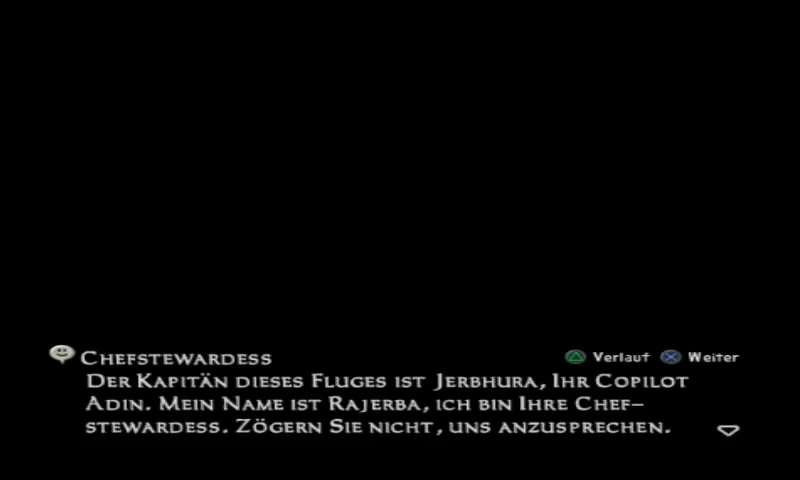 Chefstewardess
Verlauf Weiter
Der Kapitän dieses Fluges ist Jerbhura, Ihr Copilot
Adin. Mein Name ist Rajerba, ich bin Ihre Chef-
stewardess. Zögern Sie nicht, uns anzusprechen.